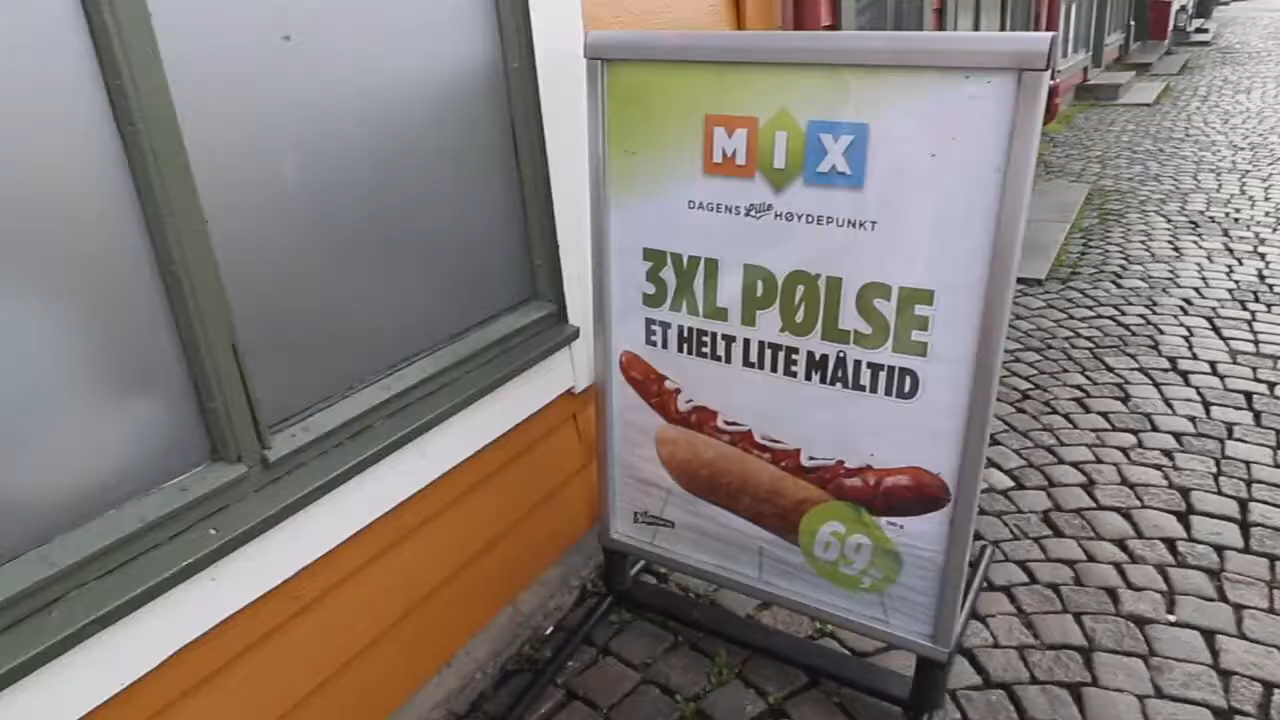 MIX
DAGENS Lille HØYDEPUNKT
3XL PØLSE
ET HELT LITE MÅLTID
69,-